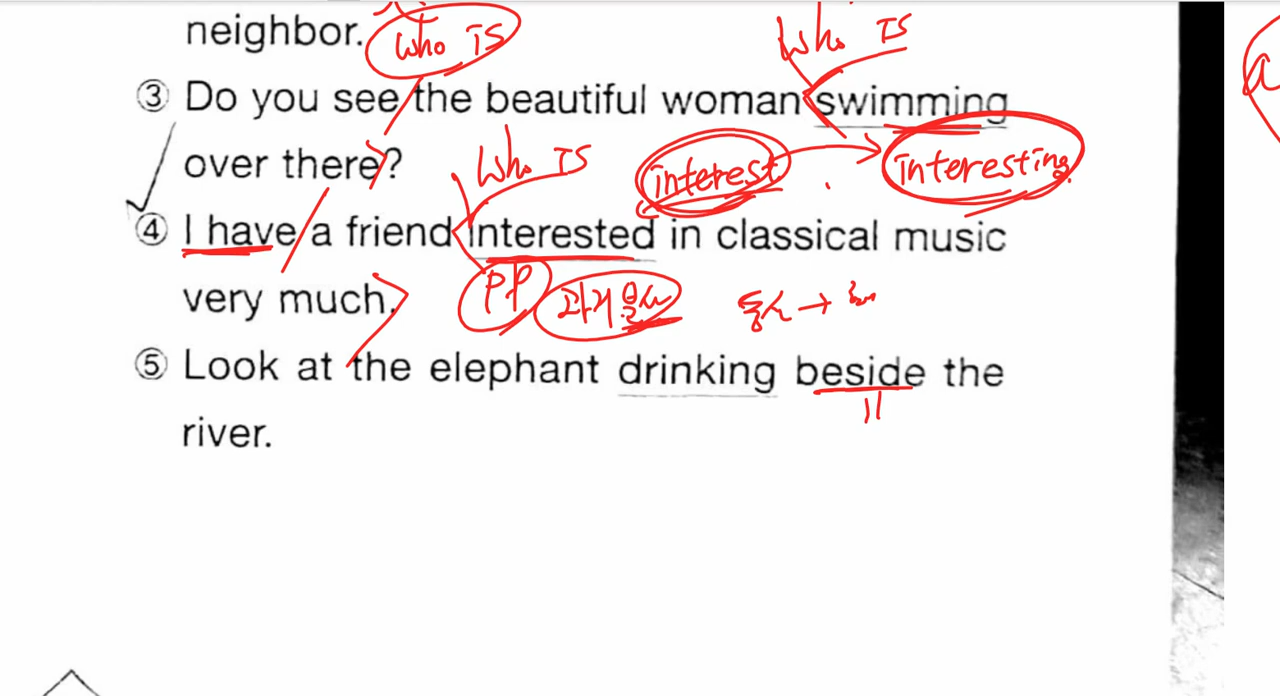 neighbor. who is
who is
③ Do you see the beautiful woman swimming
over there?
who is
interest → interesting
④ I have a friend interested in classical music
very much.
PP 과거분사 동사 →
⑤ Look at the elephant drinking beside the
river.